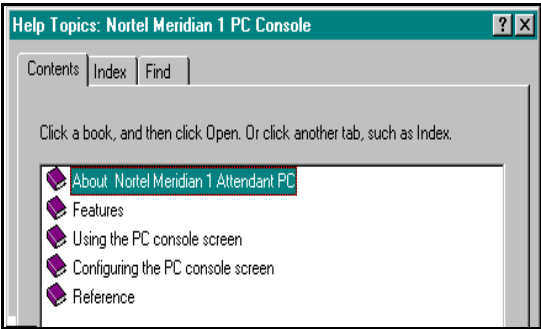 Help Topics: Nortel Meridian 1 PC Console
Contents Index Find
Click a book, and then click Open. Or click another tab, such as Index.
About Nortel Meridian 1 Attendant PC
Features
Using the PC console screen
Configuring the PC console screen
Reference